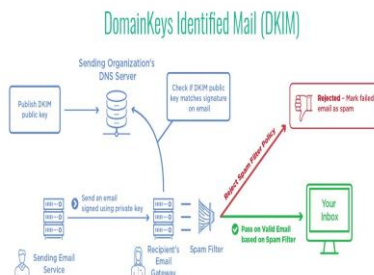 DomainKeys Identified Mail (DKIM)
Sending Organization's
DNS Server
Publish DKIM
public key
Check if DKIM public
key matches signature
on email
Rejected – Mark failed
email as spam
Reject Spam Filter Policy
Send an email
signed using private key
Your
Inbox
Pass on Valid Email
based on Spam Filter
Sending Email
Service
Recipient's
Email
Gateway
Spam Filter